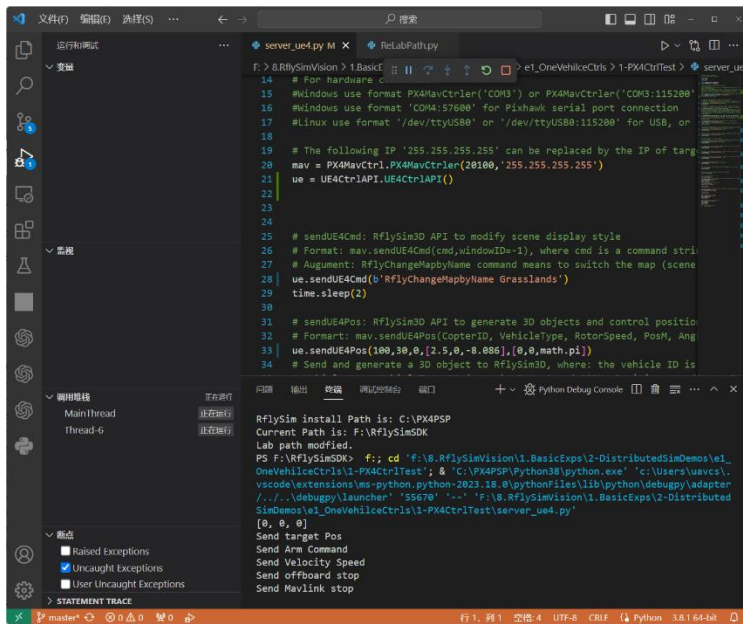 文件(F) 编辑(E) 选择(S) ··· 搜索
运行和调试 ···
变量
监视
调用堆栈 正在运行
MainThread 正在运行
Thread-6 正在运行
断点
Raised Exceptions
Uncaught Exceptions
User Uncaught Exceptions
STATEMENT TRACE
server_ue4.py M ReLabPath.py
F: > 8.RflySimVision > 1.BasicE > e1_OneVehilceCtrls > 1-PX4CtrlTest > server_ue
14 # For hardware c
15 #Windows use format PX4MavCtrler('COM3') or PX4MavCtrler('COM3:115200'
16 #Windows use format 'COM4:57600' for Pixhawk serial port connection
17 #Linux use format '/dev/ttyUSB0' or '/dev/ttyUSB0:115200' for USB, or
18
19 # The following IP '255.255.255.255' can be replaced by the IP of targ
20 mav = PX4MavCtrl.PX4MavCtrler(20100,'255.255.255.255')
21 ue = UE4CtrlAPI.UE4CtrlAPI()
22
23
24
25 # sendUE4Cmd: RflySim3D API to modify scene display style
26 # Format: mav.sendUE4Cmd(cmd,windowID=-1), where cmd is a command stri
27 # Augument: RflyChangeMapbyName command means to switch the map (scene
28 ue.sendUE4Cmd(b'RflyChangeMapbyName Grasslands')
29 time.sleep(2)
30
31 # sendUE4Pos: RflySim3D API to generate 3D objects and control positio
32 # Formart: mav.sendUE4Pos(CopterID, VehicleType, RotorSpeed, PosM, Ang
33 ue.sendUE4Pos(100,30,0,[2.5,0,-8.086],[0,0,math.pi])
34 # Send and generate a 3D object to RflySim3D, where: the vehicle ID is
问题 输出 终端 调试控制台 端口 Python Debug Console
RflySim install Path is: C:\PX4PSP
Current Path is: F:\RflySimSDK
Lab path modfied.
PS F:\RflySimSDK> f:; cd 'f:\8.RflySimVision\1.BasicExps\2-DistributedSimDemos\e1_
OneVehilceCtrls\1-PX4CtrlTest'; & 'C:\PX4PSP\Python38\python.exe' 'c:\Users\uavcs\.
vscode\extensions\ms-python.python-2023.18.0\pythonFiles\lib\python\debugpy\adapter
/../..\debugpy\launcher' '55670' '--' 'F:\8.RflySimVision\1.BasicExps\2-Distributed
SimDemos\e1_OneVehilceCtrls\1-PX4CtrlTest\server_ue4.py'
[0, 0, 0]
Send target Pos
Send Arm Command
Send Velocity Speed
Send offboard stop
Send Mavlink stop
master* 0 0 0 行 1, 列 1 空格: 4 UTF-8 CRLF Python 3.8.1 64-bit